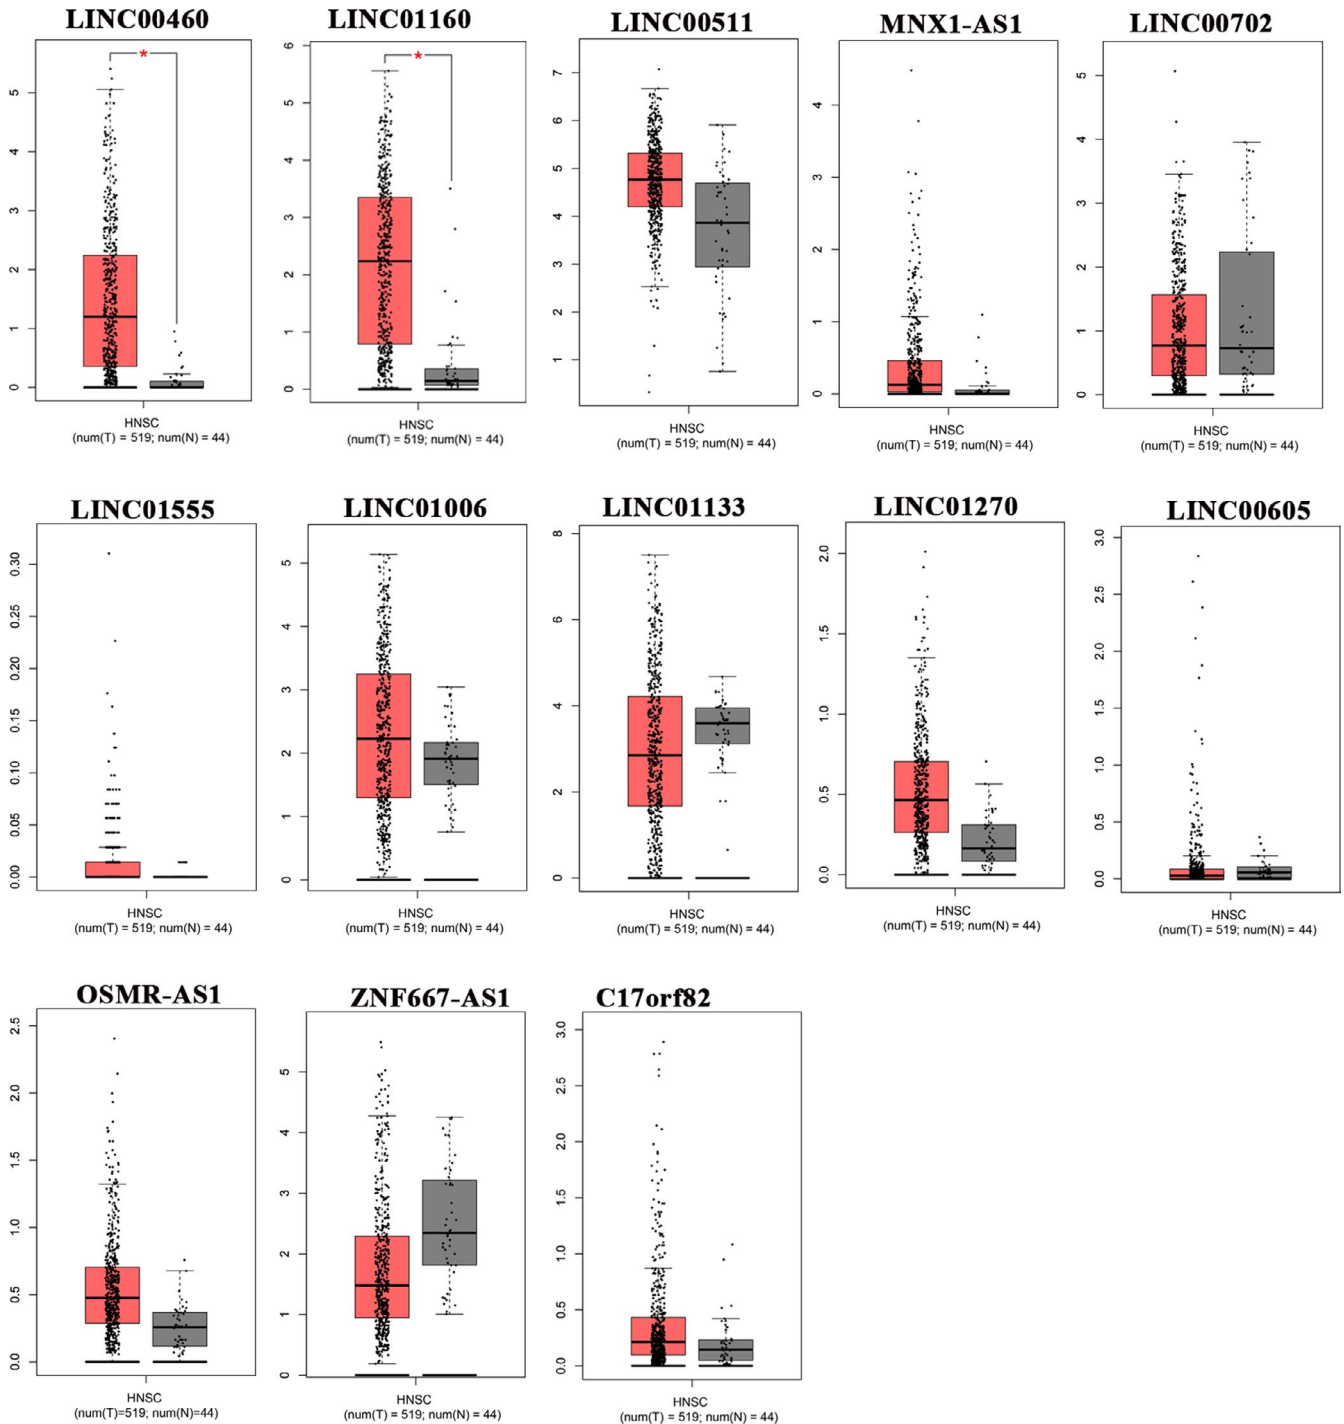 LINC00460
LINC01160
LINC00511
MNX1-AS1
LINC00702
5
4
3
2
1
0
*
HNSC
(num(T) = 519; num(N) = 44)
6
5
4
3
2
1
0
*
HNSC
(num(T) = 519; num(N) = 44)
7
6
5
4
3
2
1
HNSC
(num(T) = 519; num(N) = 44)
4
3
2
1
0
HNSC
(num(T) = 519; num(N) = 44)
5
4
3
2
1
0
HNSC
(num(T) = 519; num(N) = 44)
LINC01555
LINC01006
LINC01133
LINC01270
LINC00605
0.30
0.25
0.20
0.15
0.10
0.05
0.00
HNSC
(num(T) = 519; num(N) = 44)
5
4
3
2
1
0
HNSC
(num(T) = 519; num(N) = 44)
8
6
4
2
0
HNSC
(num(T) = 519; num(N) = 44)
2.0
1.5
1.0
0.5
0.0
HNSC
(num(T) = 519; num(N) = 44)
3.0
2.5
2.0
1.5
1.0
0.5
0.0
HNSC
(num(T) = 519; num(N) = 44)
OSMR-AS1
ZNF667-AS1
C17orf82
2.5
2.0
1.5
1.0
0.5
0.0
HNSC
(num(T)=519; num(N)=44)
5
4
3
2
1
0
HNSC
(num(T) = 519; num(N) = 44)
3.0
2.5
2.0
1.5
1.0
0.5
0.0
HNSC
(num(T) = 519; num(N) = 44)